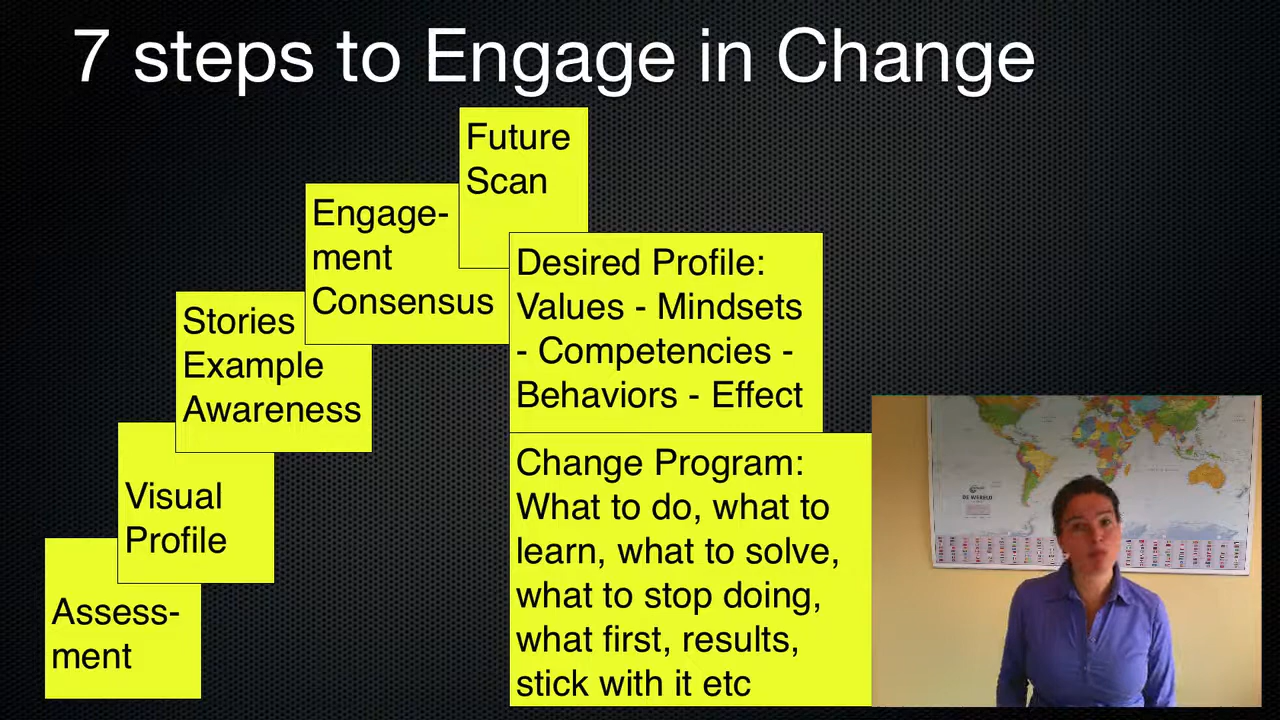 7 steps to Engage in Change
Future
Scan
Engage-
ment
Consensus
Desired Profile:
Values - Mindsets
- Competencies -
Behaviors - Effect
Stories
Example
Awareness
Visual
Profile
Assess-
ment
Change Program:
What to do, what to
learn, what to solve,
what to stop doing,
what first, results,
stick with it etc
DE WERELD